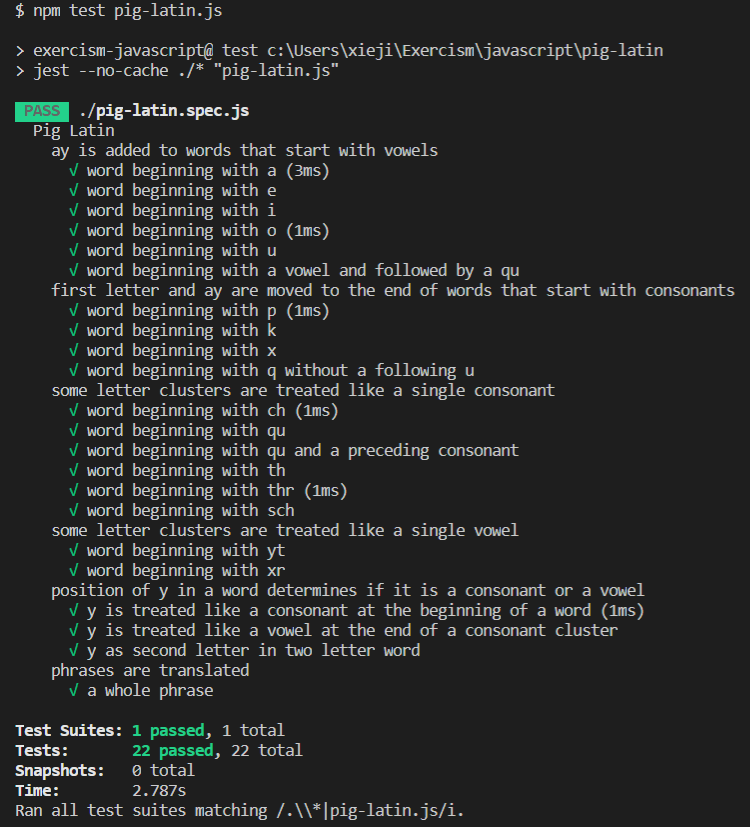 $ npm test pig-latin.js
> exercism-javascript@ test c:\Users\xieji\Exercism\javascript\pig-latin
> jest --no-cache ./* "pig-latin.js"
PASS ./pig-latin.spec.js
Pig Latin
ay is added to words that start with vowels
√ word beginning with a (3ms)
√ word beginning with e
√ word beginning with i
√ word beginning with o (1ms)
√ word beginning with u
√ word beginning with a vowel and followed by a qu
first letter and ay are moved to the end of words that start with consonants
√ word beginning with p (1ms)
√ word beginning with k
√ word beginning with x
√ word beginning with q without a following u
some letter clusters are treated like a single consonant
√ word beginning with ch (1ms)
√ word beginning with qu
√ word beginning with qu and a preceding consonant
√ word beginning with th
√ word beginning with thr (1ms)
√ word beginning with sch
some letter clusters are treated like a single vowel
√ word beginning with yt
√ word beginning with xr
position of y in a word determines if it is a consonant or a vowel
√ y is treated like a consonant at the beginning of a word (1ms)
√ y is treated like a vowel at the end of a consonant cluster
√ y as second letter in two letter word
phrases are translated
√ a whole phrase
Test Suites: 1 passed, 1 total
Tests: 22 passed, 22 total
Snapshots: 0 total
Time: 2.787s
Ran all test suites matching /.\\*|pig-latin.js/i.